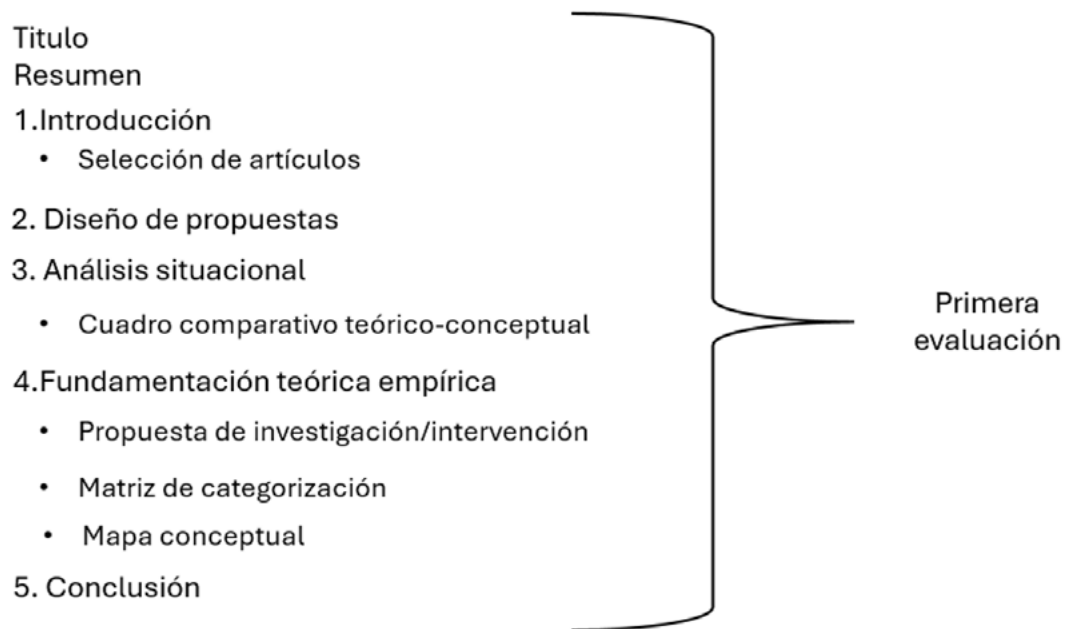 Titulo
Resumen
1.Introducción
• Selección de artículos
2. Diseño de propuestas
3. Análisis situacional
• Cuadro comparativo teórico-conceptual
4.Fundamentación teórica empírica
• Propuesta de investigación/intervención
• Matriz de categorización
• Mapa conceptual
5. Conclusión
Primera
evaluación